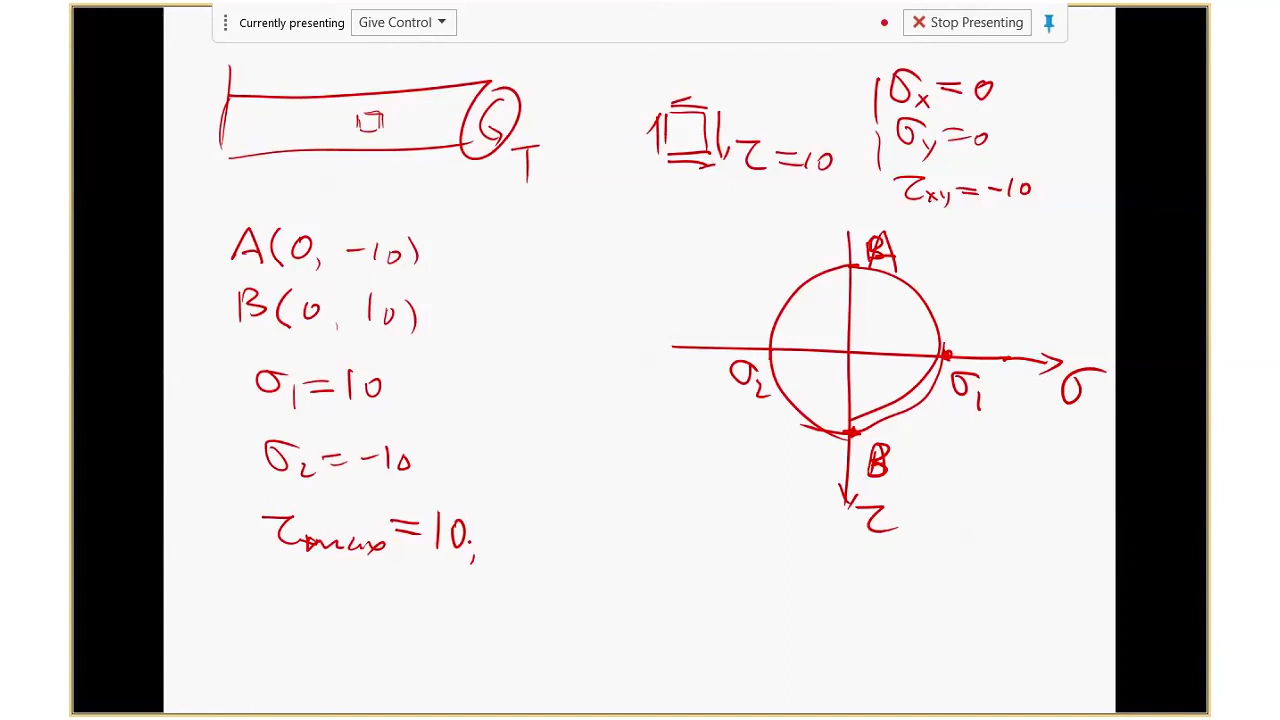 Currently presenting Give Control Stop Presenting
T
τ = 10
σx = 0
σy = 0
τxy = -10
A(0, -10)
B(0, 10)
σ1 = 10
σ2 = -10
τmax = 10;
A
σ2
σ1
σ
B
τ